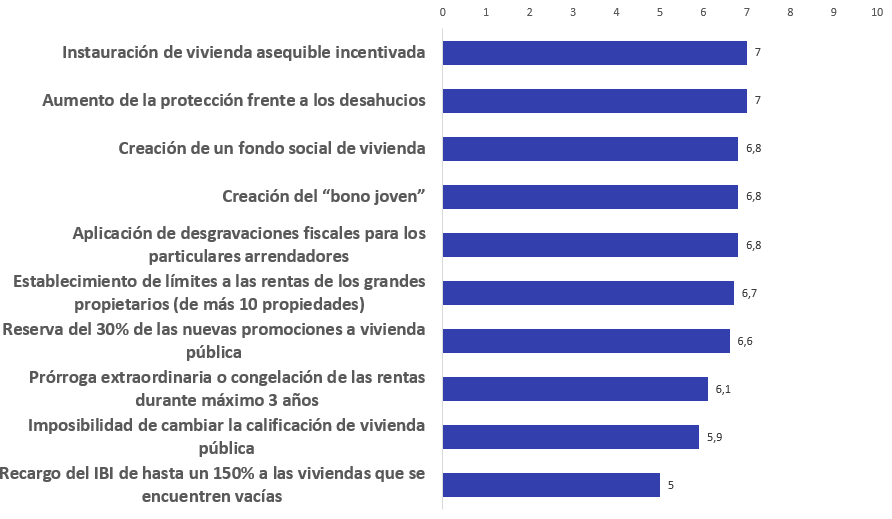 0 1 2 3 4 5 6 7 8 9 10
Instauración de vivienda asequible incentivada 7
Aumento de la protección frente a los desahucios 7
Creación de un fondo social de vivienda 6,8
Creación del “bono joven” 6,8
Aplicación de desgravaciones fiscales para los
particulares arrendadores 6,8
Establecimiento de límites a las rentas de los grandes
propietarios (de más 10 propiedades) 6,7
Reserva del 30% de las nuevas promociones a vivienda
pública 6,6
Prórroga extraordinaria o congelación de las rentas
durante máximo 3 años 6,1
Imposibilidad de cambiar la calificación de vivienda
pública 5,9
Recargo del IBI de hasta un 150% a las viviendas que se
encuentren vacías 5